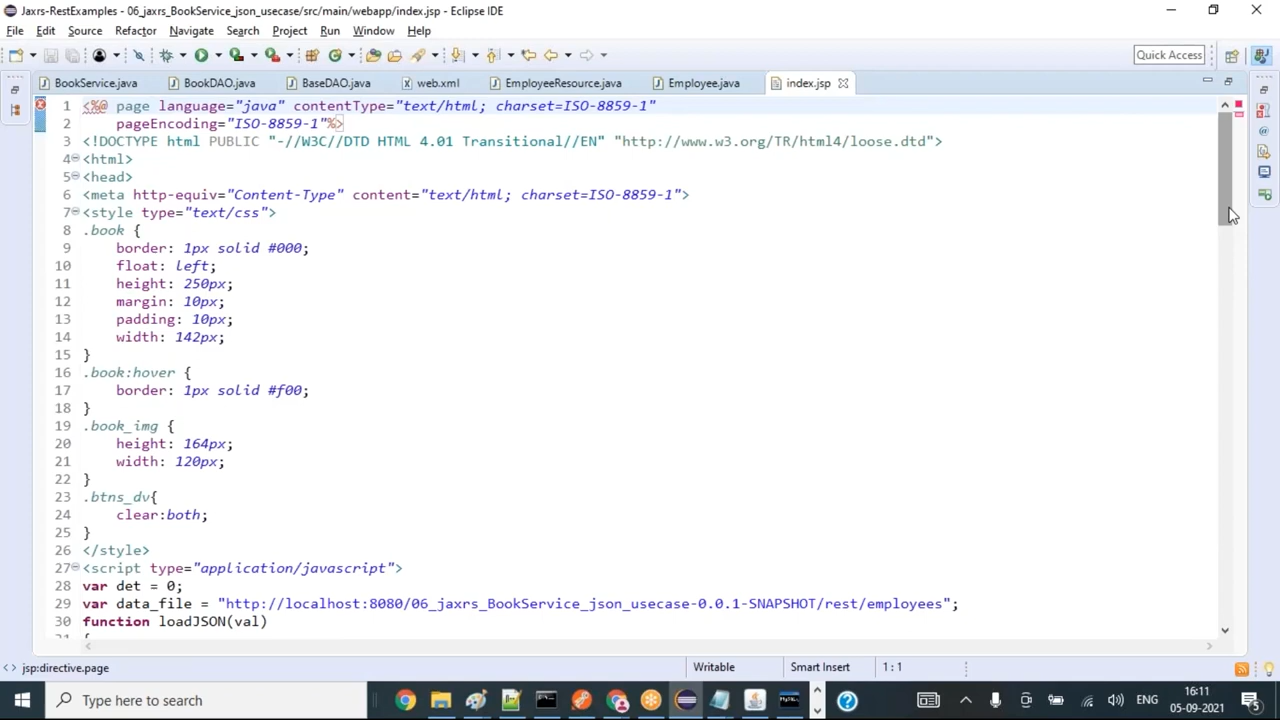 Jaxrs-RestExamples - 06_jaxrs_BookService_json_usecase/src/main/webapp/index.jsp - Eclipse IDE
File Edit Source Refactor Navigate Search Project Run Window Help
Quick Access
BookService.java BookDAO.java BaseDAO.java web.xml EmployeeResource.java Employee.java index.jsp
1 <%@ page language="java" contentType="text/html; charset=ISO-8859-1"
2 pageEncoding="ISO-8859-1"%>
3 <!DOCTYPE html PUBLIC "-//W3C//DTD HTML 4.01 Transitional//EN" "http://www.w3.org/TR/html4/loose.dtd">
4 <html>
5 <head>
6 <meta http-equiv="Content-Type" content="text/html; charset=ISO-8859-1">
7 <style type="text/css">
8 .book {
9 border: 1px solid #000;
10 float: left;
11 height: 250px;
12 margin: 10px;
13 padding: 10px;
14 width: 142px;
15 }
16 .book:hover {
17 border: 1px solid #f00;
18 }
19 .book_img {
20 height: 164px;
21 width: 120px;
22 }
23 .btns_dv{
24 clear:both;
25 }
26 </style>
27 <script type="application/javascript">
28 var det = 0;
29 var data_file = "http://localhost:8080/06_jaxrs_BookService_json_usecase-0.0.1-SNAPSHOT/rest/employees";
30 function loadJSON(val)
{
jsp:directive.page Writable Smart Insert 1 : 1
Type here to search
ENG 16:11
05-09-2021
5